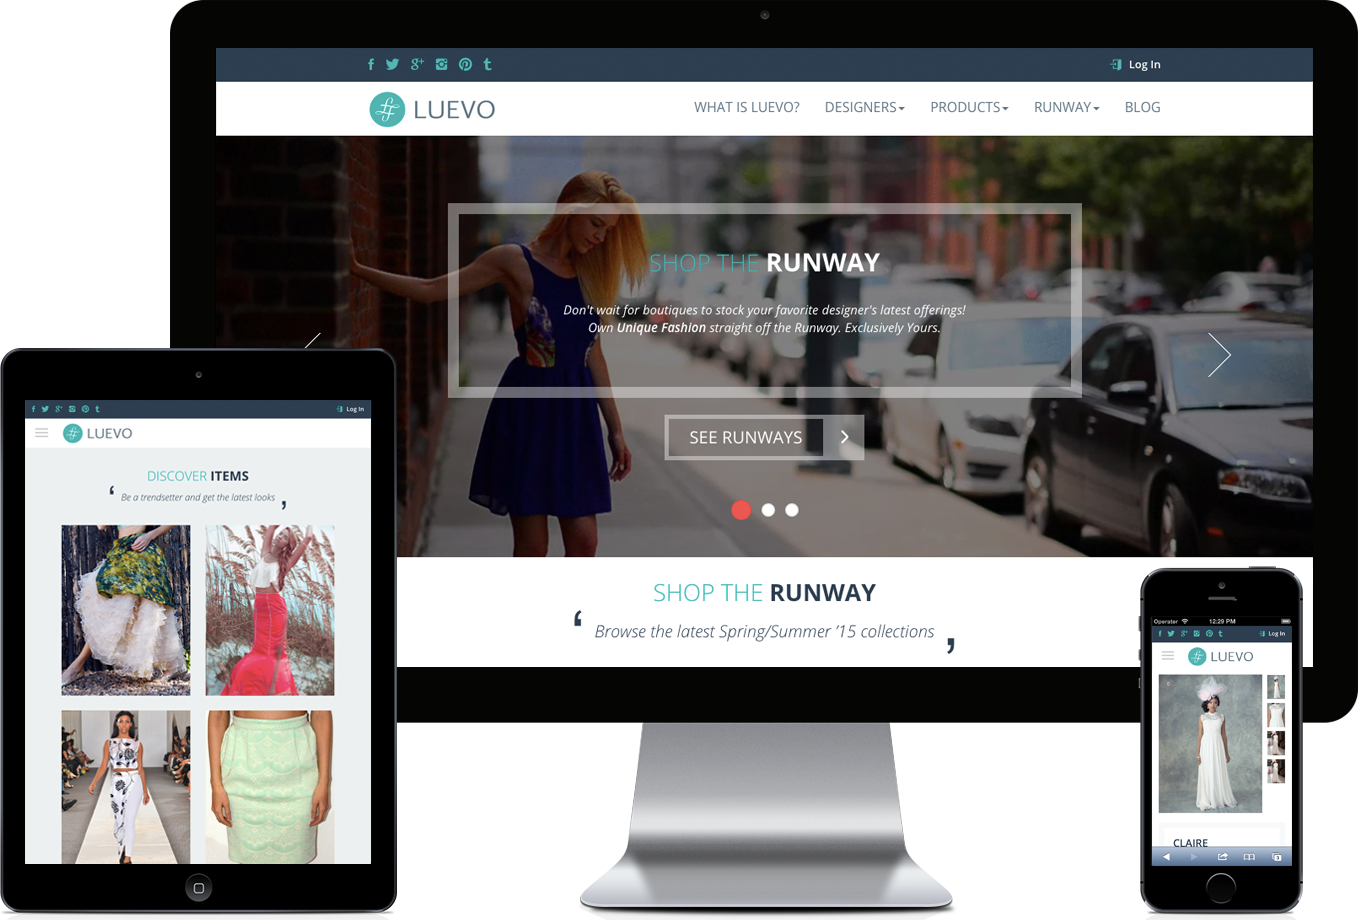 Log In
LUEVO
WHAT IS LUEVO?
DESIGNERS
PRODUCTS
RUNWAY
BLOG
SHOP THE RUNWAY
Don't wait for boutiques to stock your favorite designer's latest offerings!
Own Unique Fashion straight off the Runway. Exclusively Yours.
SEE RUNWAYS
SHOP THE RUNWAY
‘ Browse the latest Spring/Summer ’15 collections ’
Log In
LUEVO
DISCOVER ITEMS
‘ Be a trendsetter and get the latest looks ’
Operator 12:29 PM
Log In
LUEVO
CLAIRE